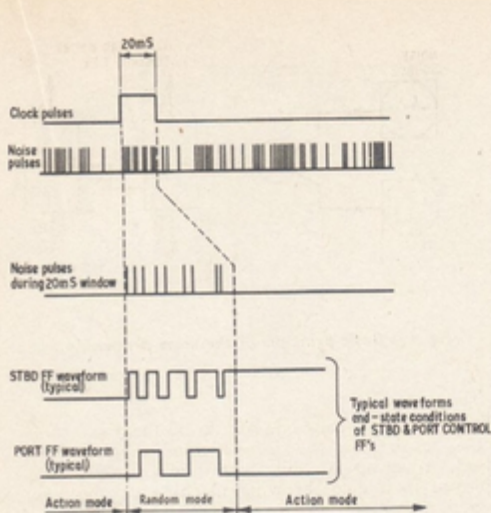 20mS
Clock pulses
Noise
pulses
Noise pulses
during 20mS window
STBD FF waveform
(typical)
Typical waveforms
end-state conditions
of STBD & PORT CONTROL
FF's
PORT FF waveform
(typical)
Action mode
Random mode
Action mode